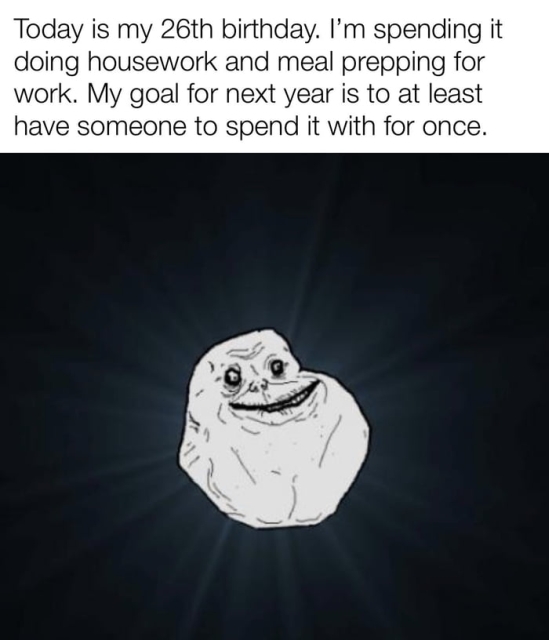 Today is my 26th birthday. I’m spending it
doing housework and meal prepping for
work. My goal for next year is to at least
have someone to spend it with for once.